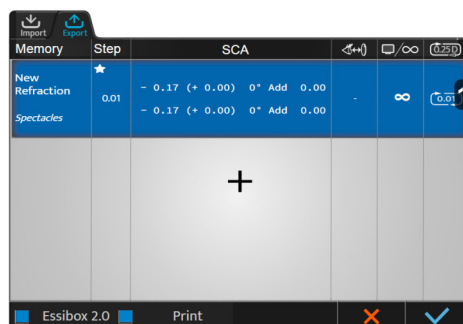 Import Export
Memory Step SCA /∞ 0.25D
New Refraction
Spectacles
0.01
- 0.17 (+ 0.00) 0° Add 0.00
- 0.17 (+ 0.00) 0° Add 0.00
- ∞ 0.01
Essibox 2.0 Print